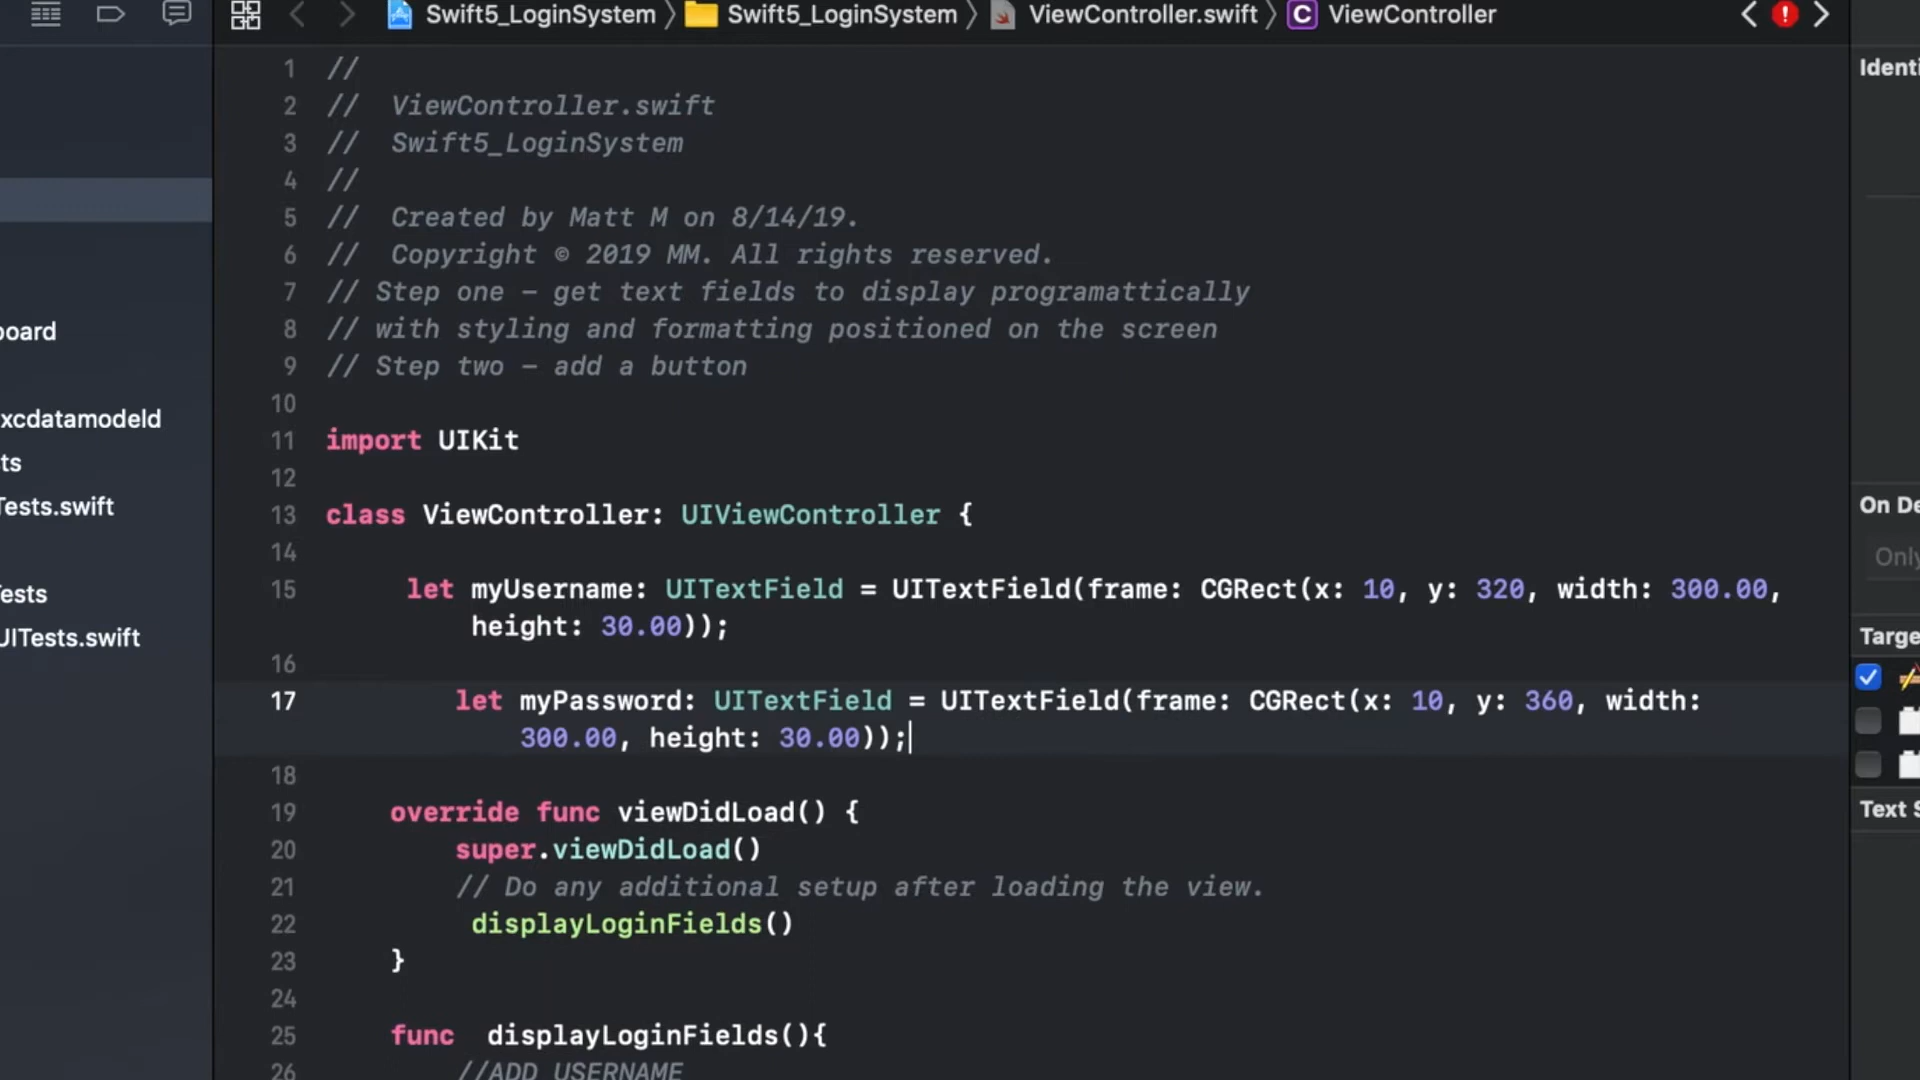 Swift5_LoginSystem 〉 Swift5_LoginSystem 〉 ViewController.swift 〉 C ViewController
Identi
1 //
2 //  ViewController.swift
3 //  Swift5_LoginSystem
4 //
5 //  Created by Matt M on 8/14/19.
6 //  Copyright © 2019 MM. All rights reserved.
7 // Step one – get text fields to display programattically
8 // with styling and formatting positioned on the screen
9 // Step two – add a button
10
11 import UIKit
12
13 class ViewController: UIViewController {
14
15 let myUsername: UITextField = UITextField(frame: CGRect(x: 10, y: 320, width: 300.00,
height: 30.00));
16
17 let myPassword: UITextField = UITextField(frame: CGRect(x: 10, y: 360, width:
300.00, height: 30.00));
18
19 override func viewDidLoad() {
20 super.viewDidLoad()
21 // Do any additional setup after loading the view.
22 displayLoginFields()
23 }
24
25 func  displayLoginFields(){
26 //ADD USERNAME
board
xcdatamodeld
ts
Tests.swift
ests
UITests.swift
On De
Only
Targe
Text S